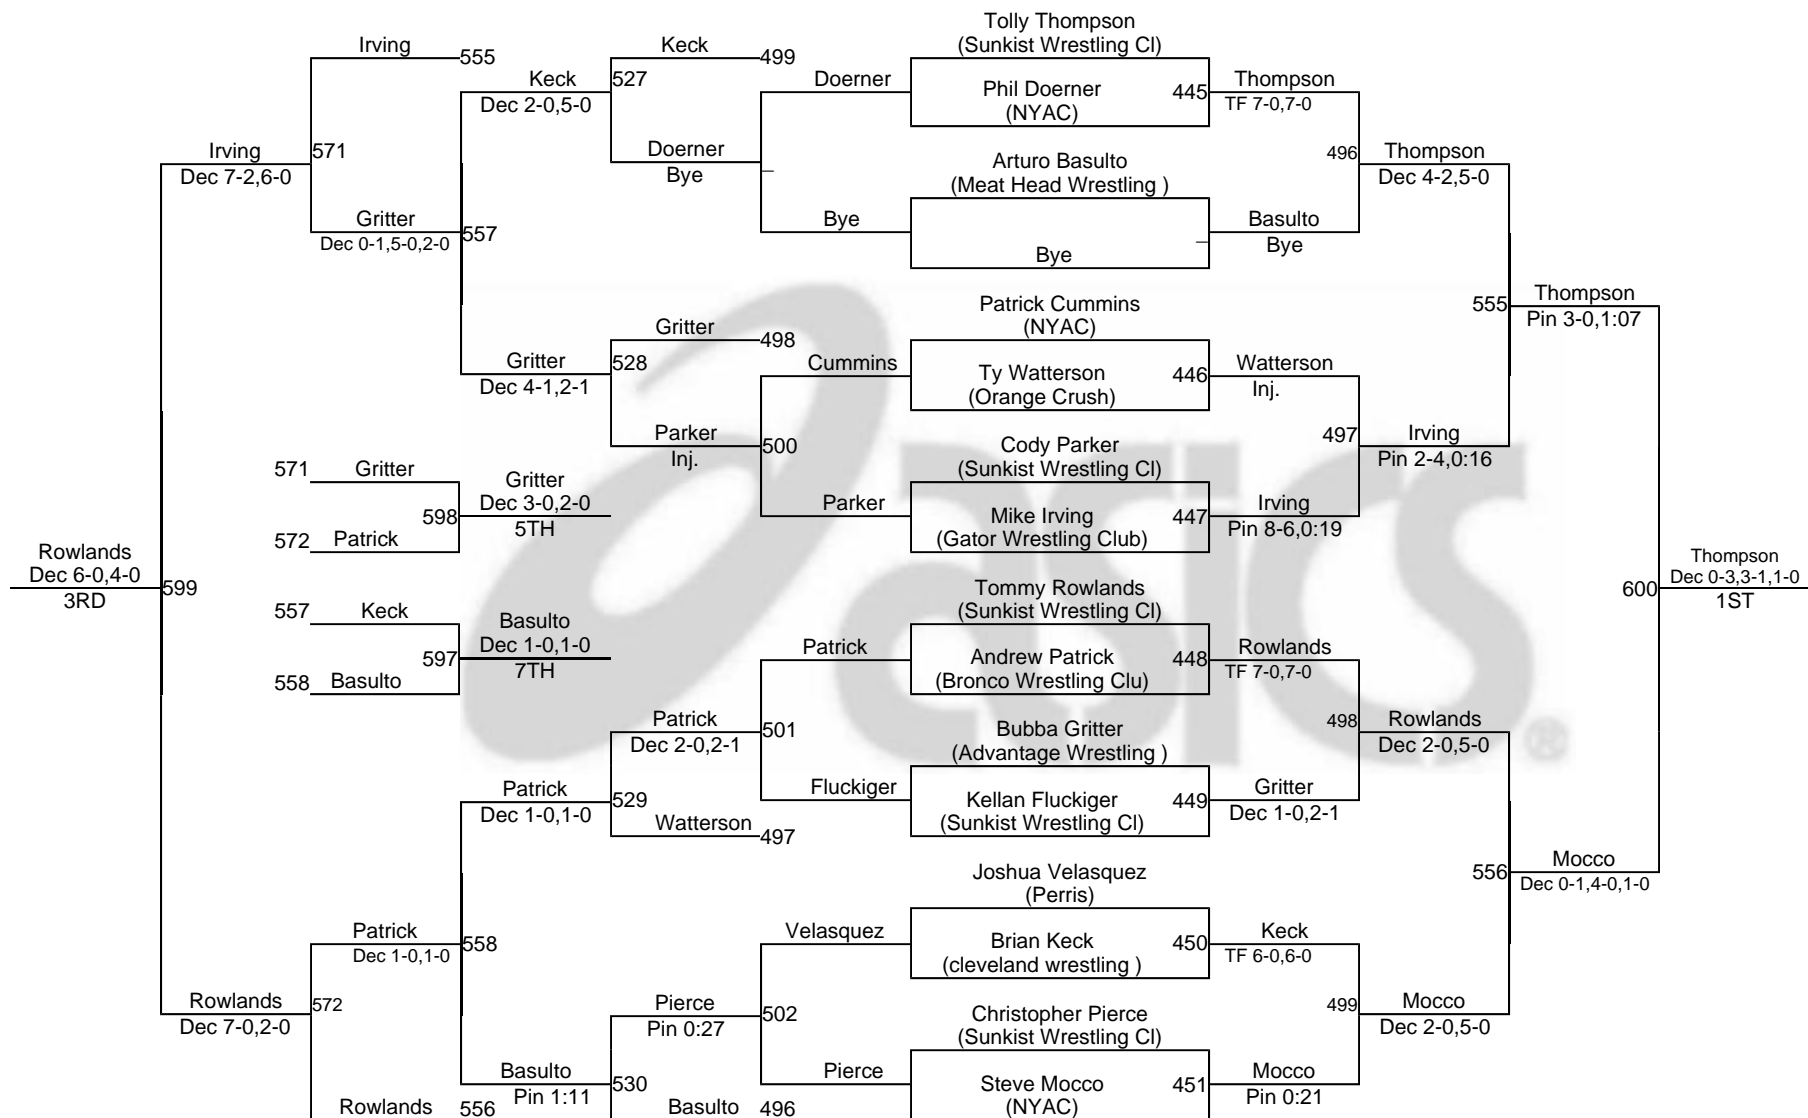 Tolly Thompson
(Sunkist Wrestling Cl)
Irving
555
Keck
499
Keck
527
Dec 2-0,5-0
Doerner
Phil Doerner
(NYAC)
445
Thompson
TF 7-0,7-0
Irving
Dec 7-2,6-0
571
Doerner
Bye
Arturo Basulto
(Meat Head Wrestling )
496
Thompson
Dec 4-2,5-0
Gritter
Dec 0-1,5-0,2-0
557
Bye
Bye
Basulto
Bye
Patrick Cummins
(NYAC)
555
Thompson
Pin 3-0,1:07
Gritter
498
Gritter
Dec 4-1,2-1
528
Cummins
Ty Watterson
(Orange Crush)
446
Watterson
Inj.
Parker
Inj.
500
Cody Parker
(Sunkist Wrestling Cl)
497
Irving
Pin 2-4,0:16
571
Gritter
Gritter
Dec 3-0,2-0
5TH
598
572
Patrick
Parker
Mike Irving
(Gator Wrestling Club)
447
Irving
Pin 8-6,0:19
Rowlands
Dec 6-0,4-0
3RD
599
Tommy Rowlands
(Sunkist Wrestling Cl)
600
Thompson
Dec 0-3,3-1,1-0
1ST
557
Keck
Basulto
Dec 1-0,1-0
7TH
597
558
Basulto
Patrick
Andrew Patrick
(Bronco Wrestling Clu)
448
Rowlands
TF 7-0,7-0
Patrick
Dec 2-0,2-1
501
Bubba Gritter
(Advantage Wrestling )
498
Rowlands
Dec 2-0,5-0
Patrick
Dec 1-0,1-0
529
Fluckiger
Kellan Fluckiger
(Sunkist Wrestling Cl)
449
Gritter
Dec 1-0,2-1
Watterson
497
Joshua Velasquez
(Perris)
556
Mocco
Dec 0-1,4-0,1-0
Patrick
Dec 1-0,1-0
558
Velasquez
Brian Keck
(cleveland wrestling )
450
Keck
TF 6-0,6-0
Rowlands
Dec 7-0,2-0
572
Pierce
Pin 0:27
502
Christopher Pierce
(Sunkist Wrestling Cl)
499
Mocco
Dec 2-0,5-0
Basulto
Pin 1:11
530
Pierce
Steve Mocco
(NYAC)
451
Mocco
Pin 0:21
Rowlands
556
Basulto
496
asics
®